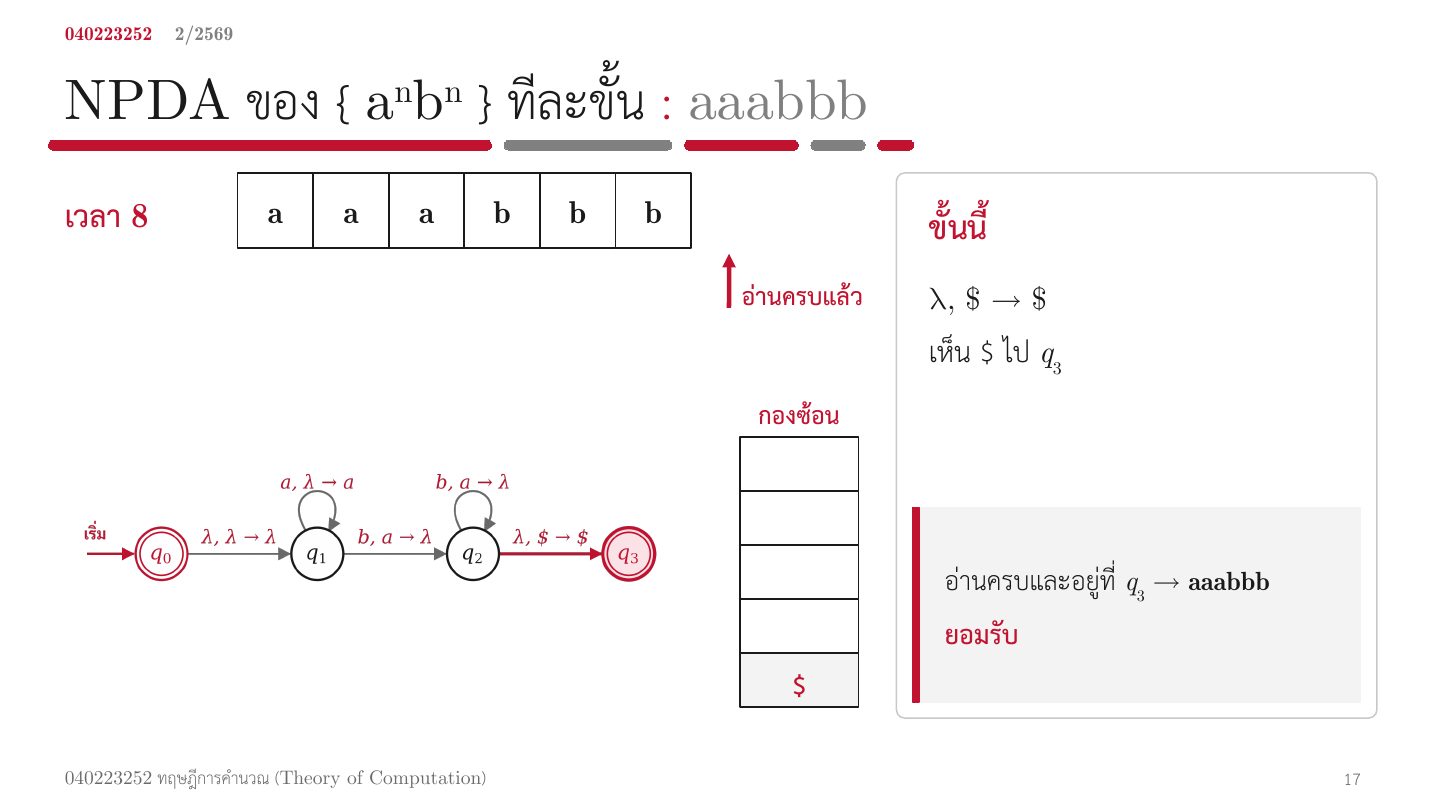 040223252 2/2569
NPDA ของ { aⁿbⁿ } ทีละขั้น : aaabbb
เวลา 8
a a a b b b
อ่านครบแล้ว
ขั้นนี้
λ, $ → $
เห็น $ ไป q₃
กองซ้อน
a, λ → a b, a → λ
เริ่ม
λ, λ → λ b, a → λ λ, $ → $
q₀ q₁ q₂ q₃
$
อ่านครบและอยู่ที่ q₃ → aaabbb
ยอมรับ
040223252 ทฤษฎีการคำนวณ (Theory of Computation)
17